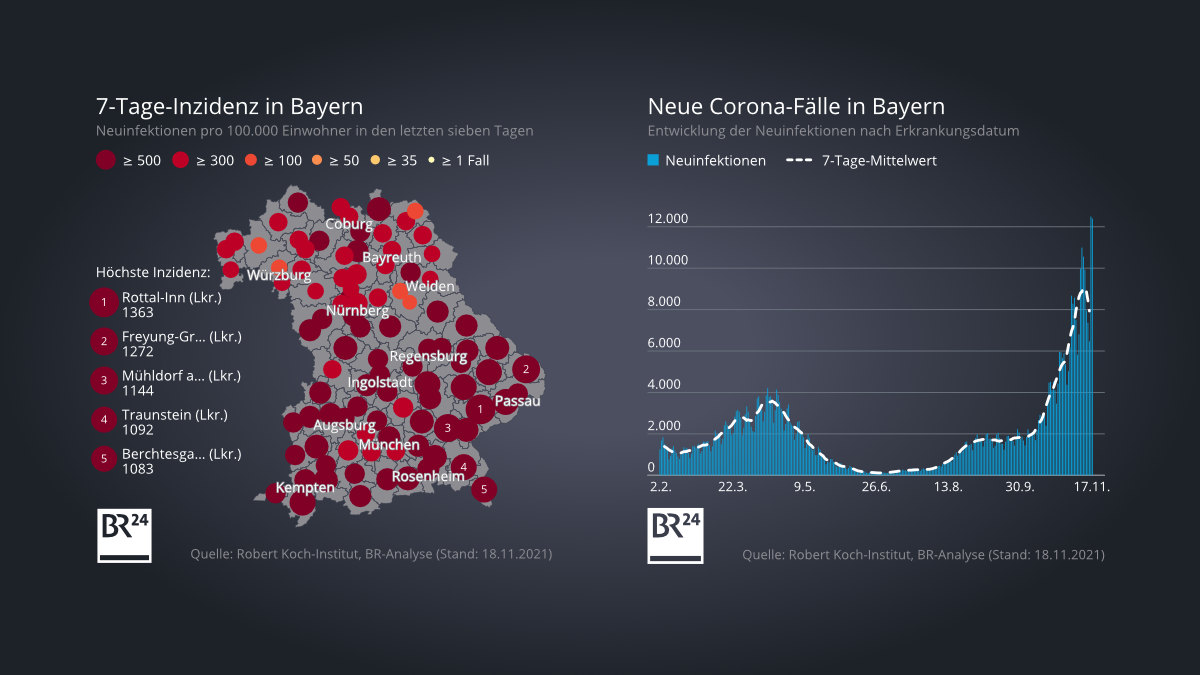 7-Tage-Inzidenz in Bayern
Neuinfektionen pro 100.000 Einwohner in den letzten sieben Tagen
≥ 500 ≥ 300 ≥ 100 ≥ 50 ≥ 35 ≥ 1 Fall
Coburg
Bayreuth
Würzburg
Weiden
Nürnberg
Regensburg
Ingolstadt
Passau
Augsburg
München
Rosenheim
Kempten
2
1
3
4
5
Höchste Inzidenz:
1 Rottal-Inn (Lkr.)
1363
2 Freyung-Gr... (Lkr.)
1272
3 Mühldorf a... (Lkr.)
1144
4 Traunstein (Lkr.)
1092
5 Berchtesga... (Lkr.)
1083
BR24
Quelle: Robert Koch-Institut, BR-Analyse (Stand: 18.11.2021)
Neue Corona-Fälle in Bayern
Entwicklung der Neuinfektionen nach Erkrankungsdatum
Neuinfektionen 7-Tage-Mittelwert
12.000
10.000
8.000
6.000
4.000
2.000
0
2.2. 22.3. 9.5. 26.6. 13.8. 30.9. 17.11.
BR24
Quelle: Robert Koch-Institut, BR-Analyse (Stand: 18.11.2021)